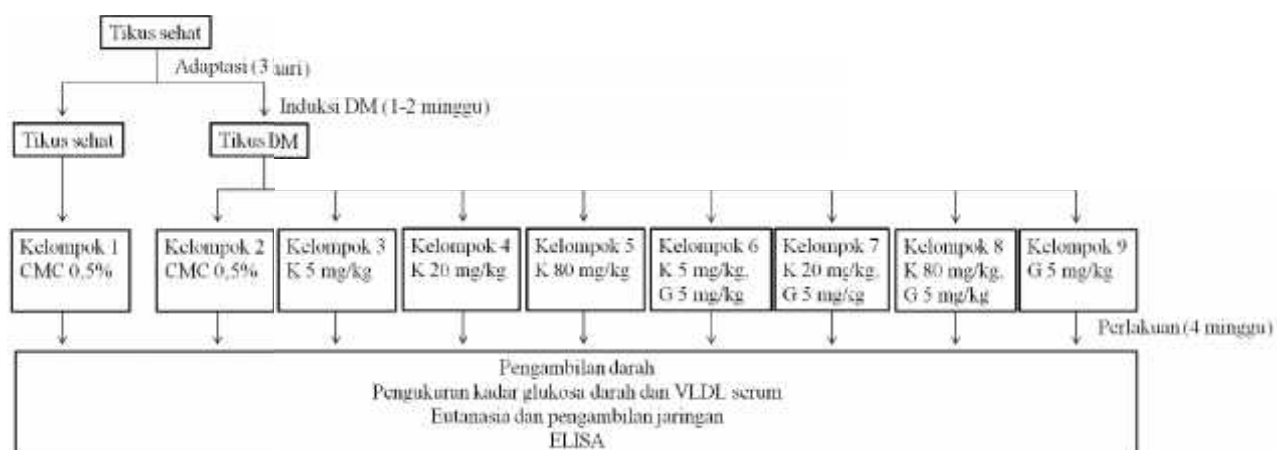 Tikus sehat
Adaptasi (3 hari)
Induksi DM (1-2 minggu)
Tikus sehat
Tikus DM
Kelompok 1
CMC 0,5%
Kelompok 2
CMC 0,5%
Kelompok 3
K 5 mg/kg
Kelompok 4
K 20 mg/kg
Kelompok 5
K 80 mg/kg
Kelompok 6
K 5 mg/kg,
G 5 mg/kg
Kelompok 7
K 20 mg/kg,
G 5 mg/kg
Kelompok 8
K 80 mg/kg,
G 5 mg/kg
Kelompok 9
G 5 mg/kg
Perlakuan (4 minggu)
Pengambilan darah
Pengukuran kadar glukosa darah dan VLDL serum
Eutanasia dan pengambilan jaringan
ELISA